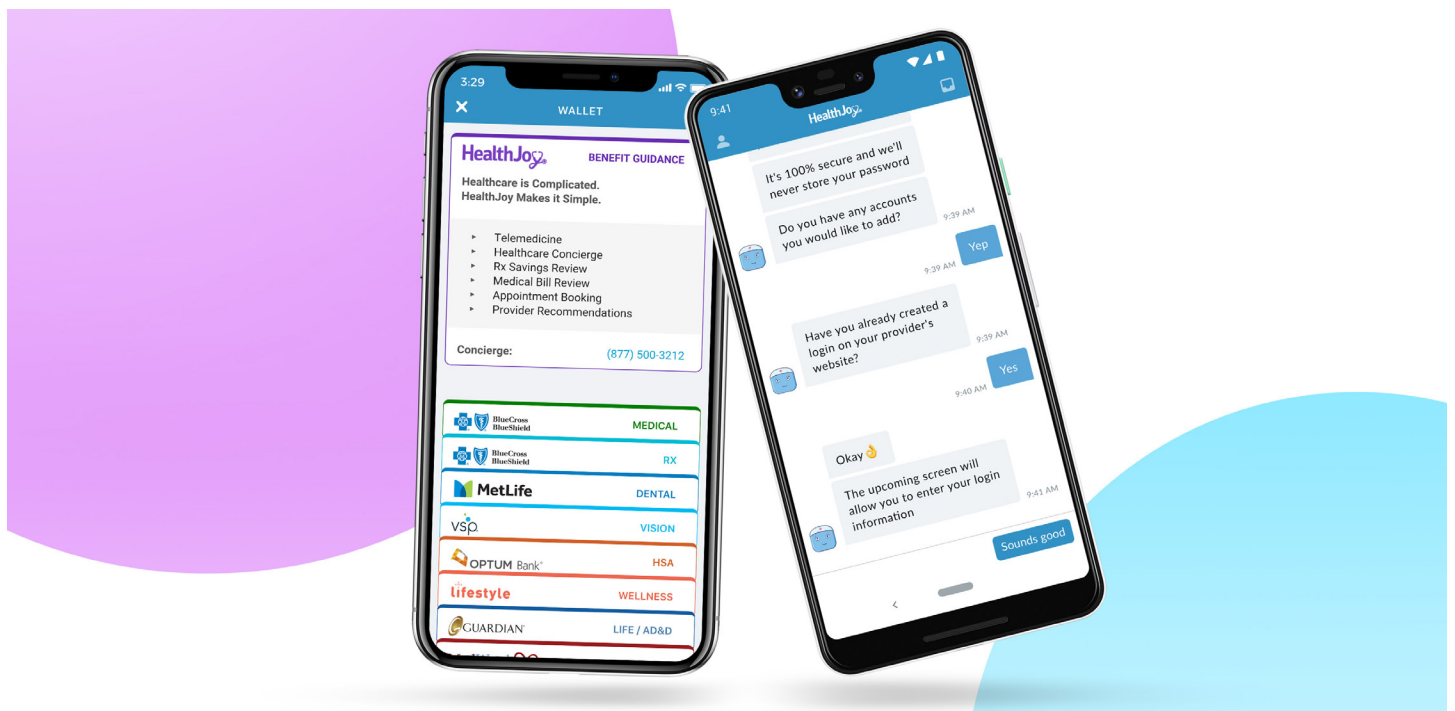 3:29
WALLET
HealthJoy
BENEFIT GUIDANCE
Healthcare is Complicated.
HealthJoy Makes it Simple.
Telemedicine
Healthcare Concierge
Rx Savings Review
Medical Bill Review
Appointment Booking
Provider Recommendations
Concierge:
(877) 500-3212
BlueCross
BlueShield
MEDICAL
BlueCross
BlueShield
RX
MetLife
DENTAL
vsp
VISION
OPTUM Bank
HSA
lifestyle
WELLNESS
GUARDIAN
LIFE / AD&D
9:41
HealthJoy
It's 100% secure and we'll
never store your password
Do you have any accounts
you would like to add?
9:39 AM
Yep
9:39 AM
Have you already created a
login on your provider's
website?
9:39 AM
Yes
9:40 AM
Okay👌
The upcoming screen will
allow you to enter your login
information
9:41 AM
Sounds good